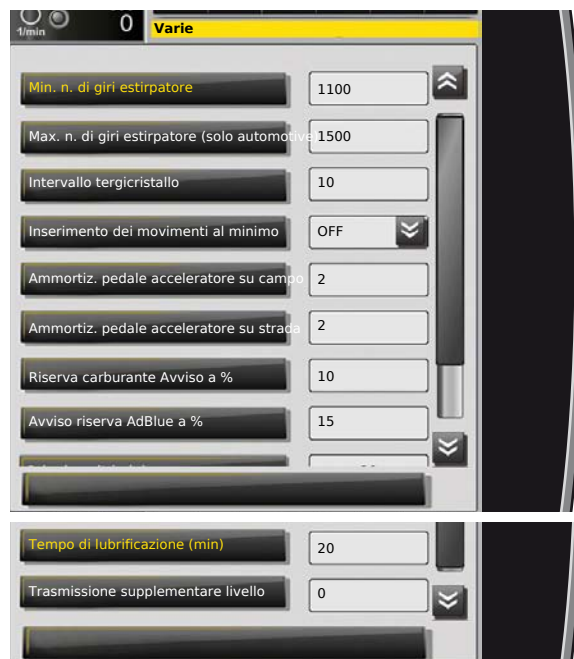 1/min
0
Varie
Min. n. di giri estirpatore
1100
Max. n. di giri estirpatore (solo automotive)
1500
Intervallo tergicristallo
10
Inserimento dei movimenti al minimo
OFF
Ammortiz. pedale acceleratore su campo
2
Ammortiz. pedale acceleratore su strada
2
Riserva carburante Avviso a %
10
Avviso riserva AdBlue a %
15
Tempo di lubrificazione (min)
20
Trasmissione supplementare livello
0